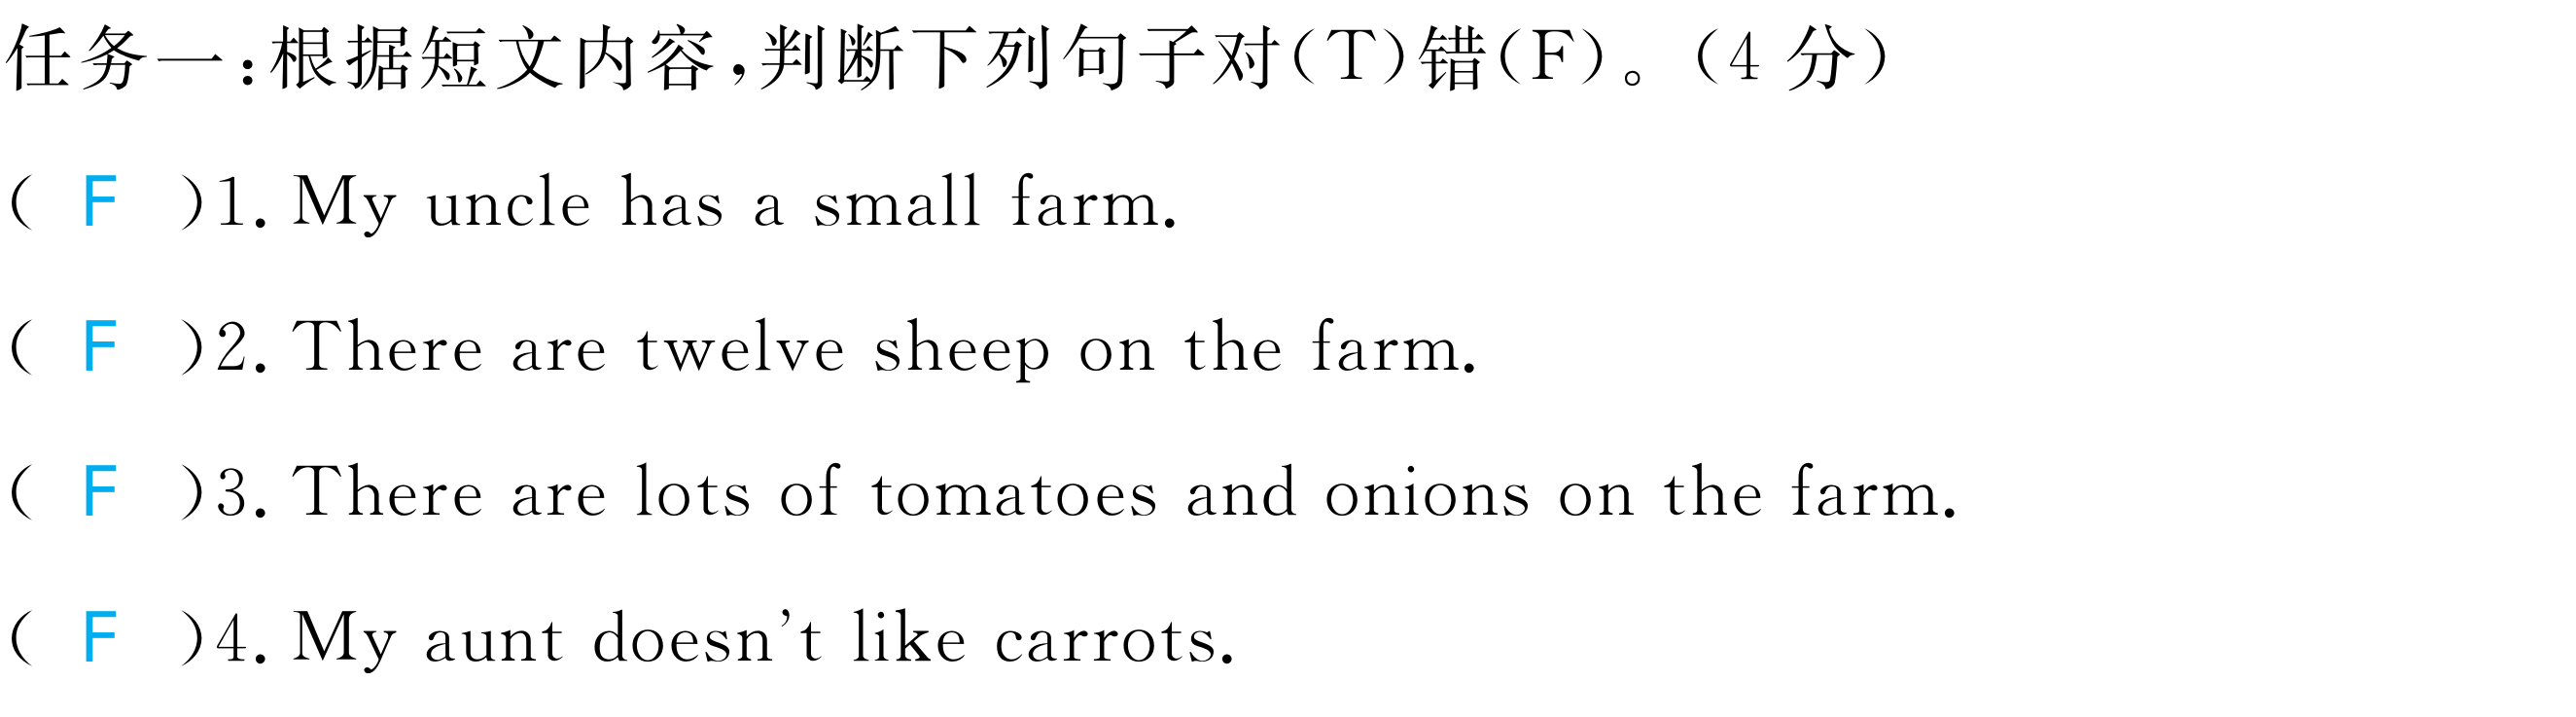 任务一:根据短文内容,判断下列句子对(T)错(F)。(4 分)
( F )1. My uncle has a small farm.
( F )2. There are twelve sheep on the farm.
( F )3. There are lots of tomatoes and onions on the farm.
( F )4. My aunt doesn't like carrots.